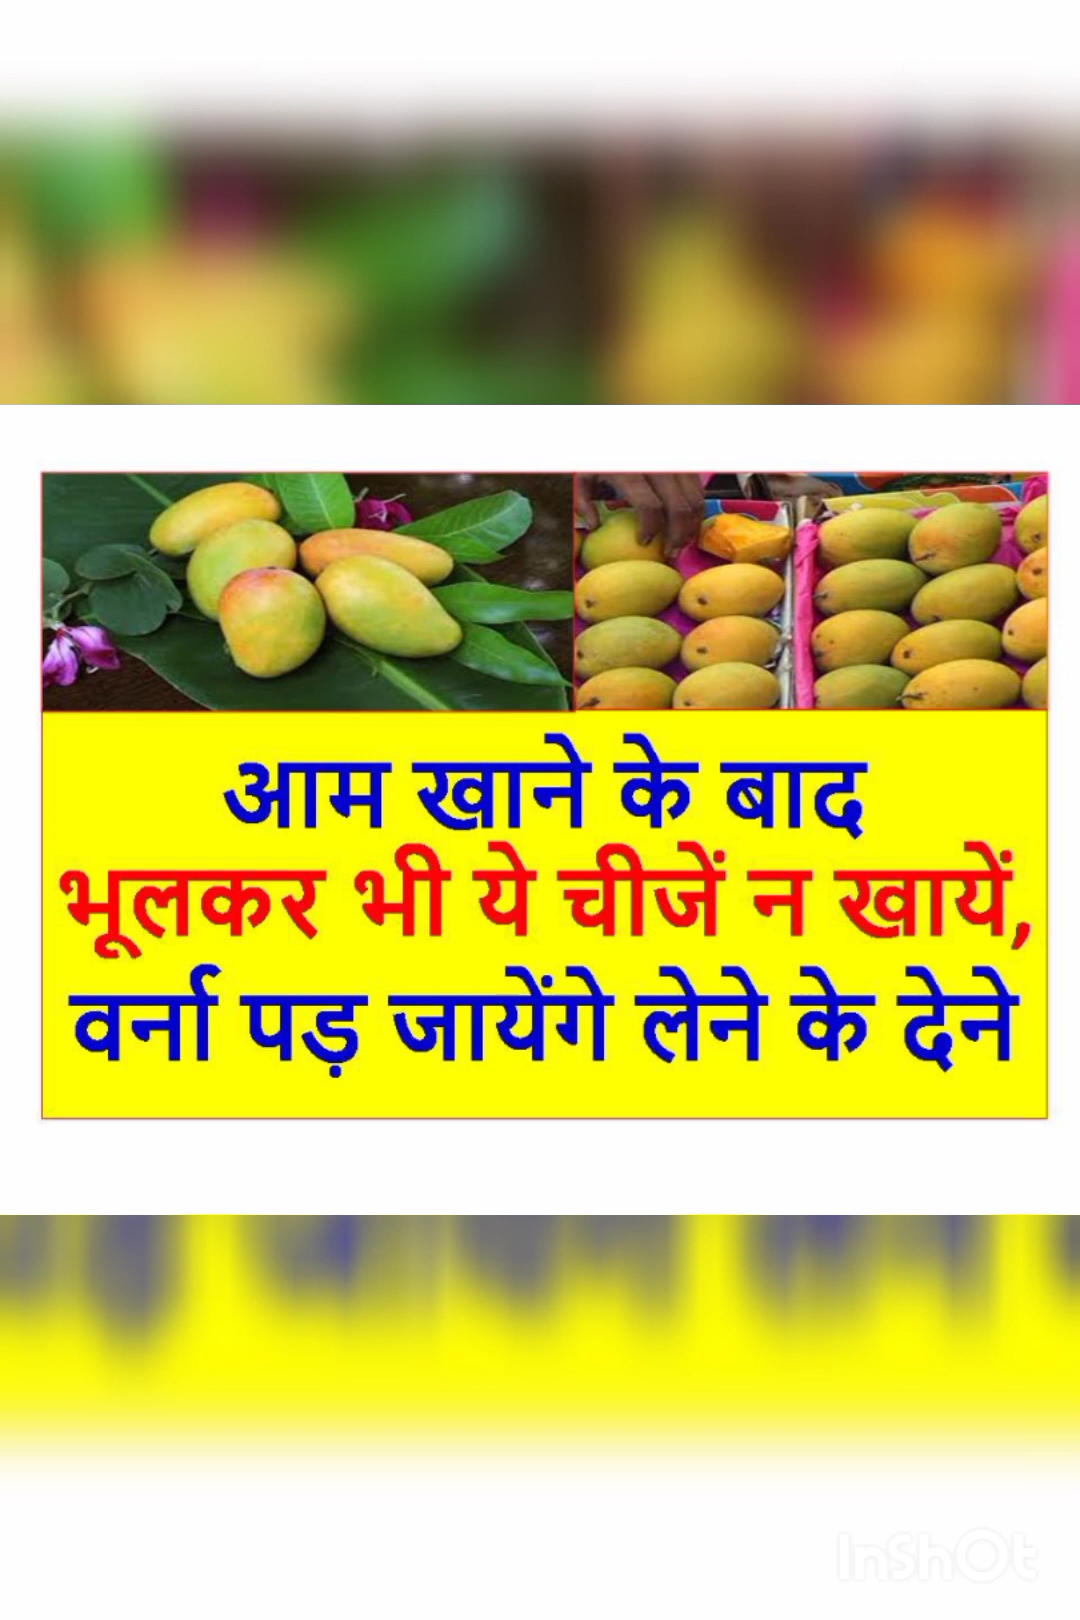 आम खाने के बाद
भूलकर भी ये चीजें न खायें,
वर्ना पड़ जायेंगे लेने के देने
InShOt